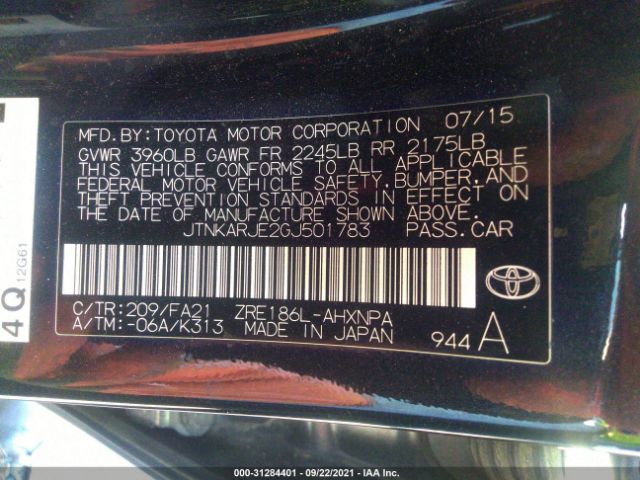 MFD. BY: TOYOTA MOTOR CORPORATION 07/15
GVWR 3960LB GAWR FR 2245LB RR 2175LB
THIS VEHICLE CONFORMS TO ALL APPLICABLE
FEDERAL MOTOR VEHICLE SAFETY, BUMPER, AND
THEFT PREVENTION STANDARDS IN EFFECT ON
THE DATE OF MANUFACTURE SHOWN ABOVE.
JTNKARJE2GJ501783 PASS. CAR
C/TR: 209/FA21 ZRE186L-AHXNPA
A/TM: -06A/K313 MADE IN JAPAN
944 A
4Q 12G61
000-31284401 - 09/22/2021 - IAA Inc.